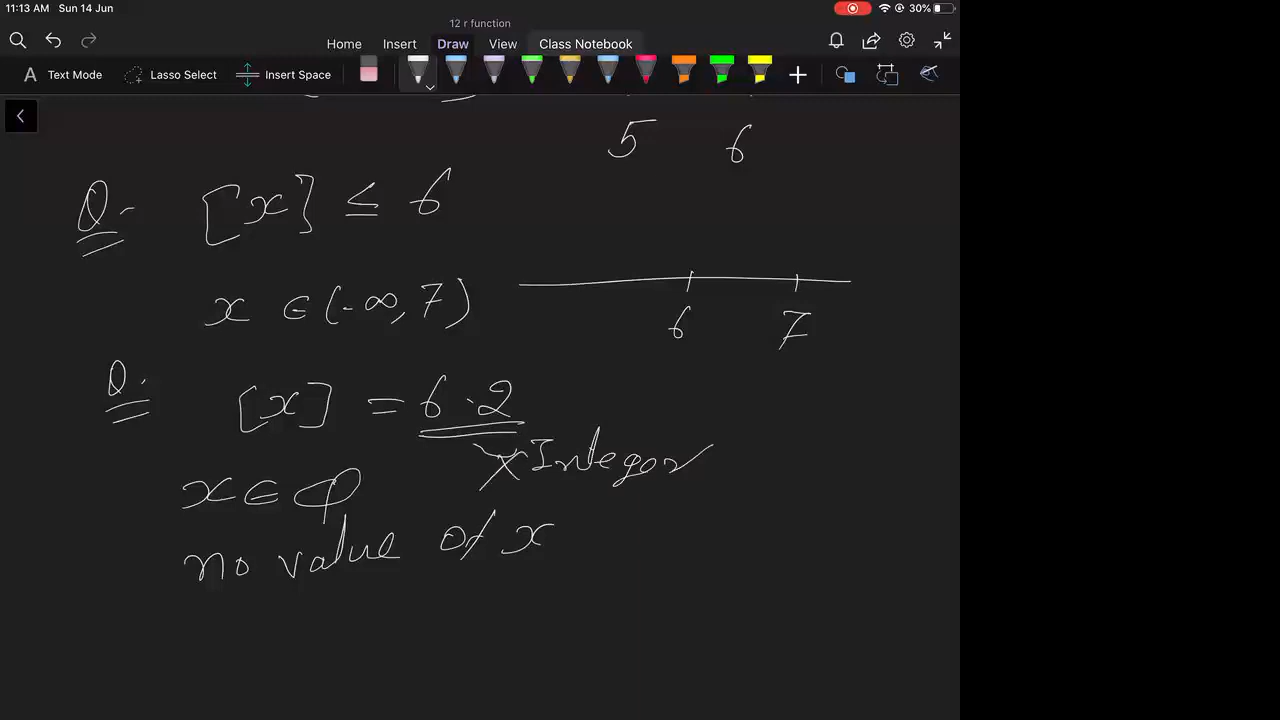 11:13 AM Sun 14 Jun 30%
12 r function
Home Insert Draw View Class Notebook
A Text Mode Lasso Select Insert Space
5 6
Q. [x] ≤ 6
x ∈ (-∞, 7)
6 7
Q. [x] = 6.2
X Integer
x ∈ φ
no value of x